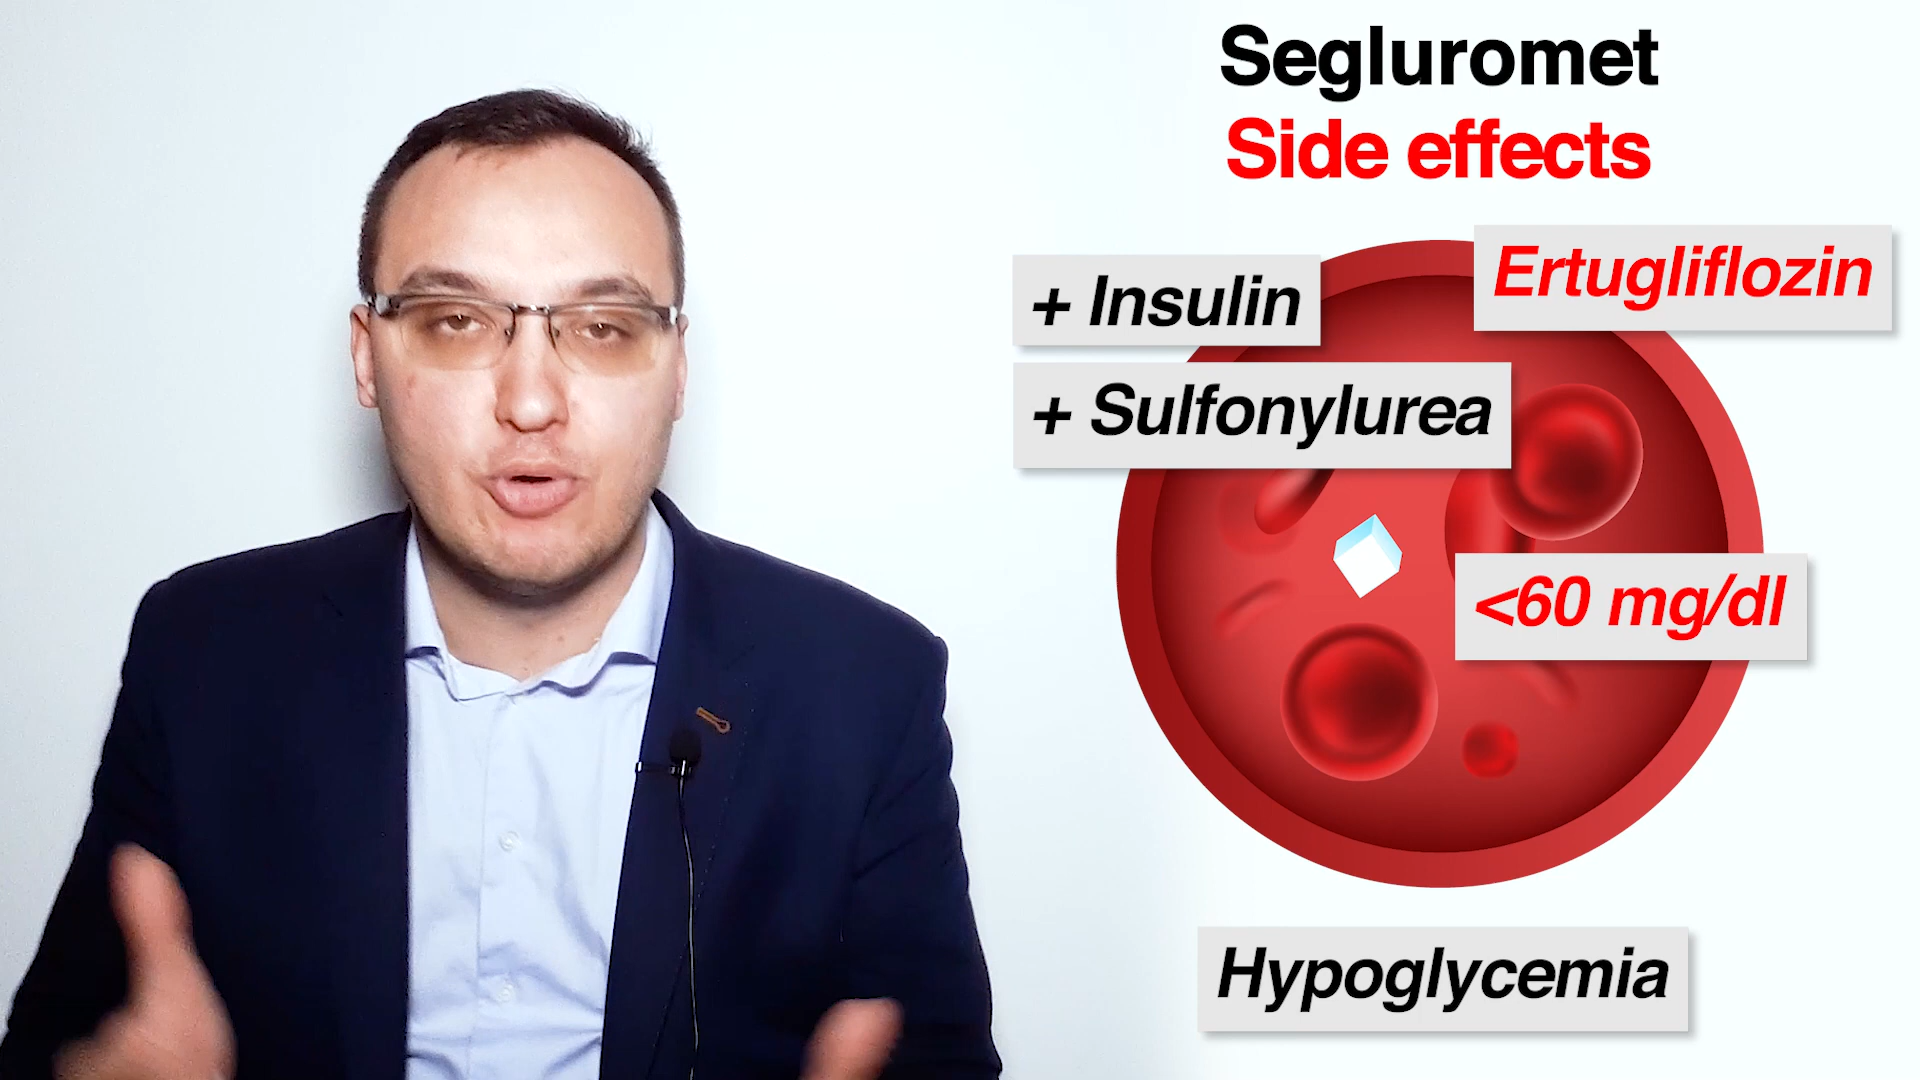 Segluromet
Side effects
Ertugliflozin
+ Insulin
+ Sulfonylurea
<60 mg/dl
Hypoglycemia